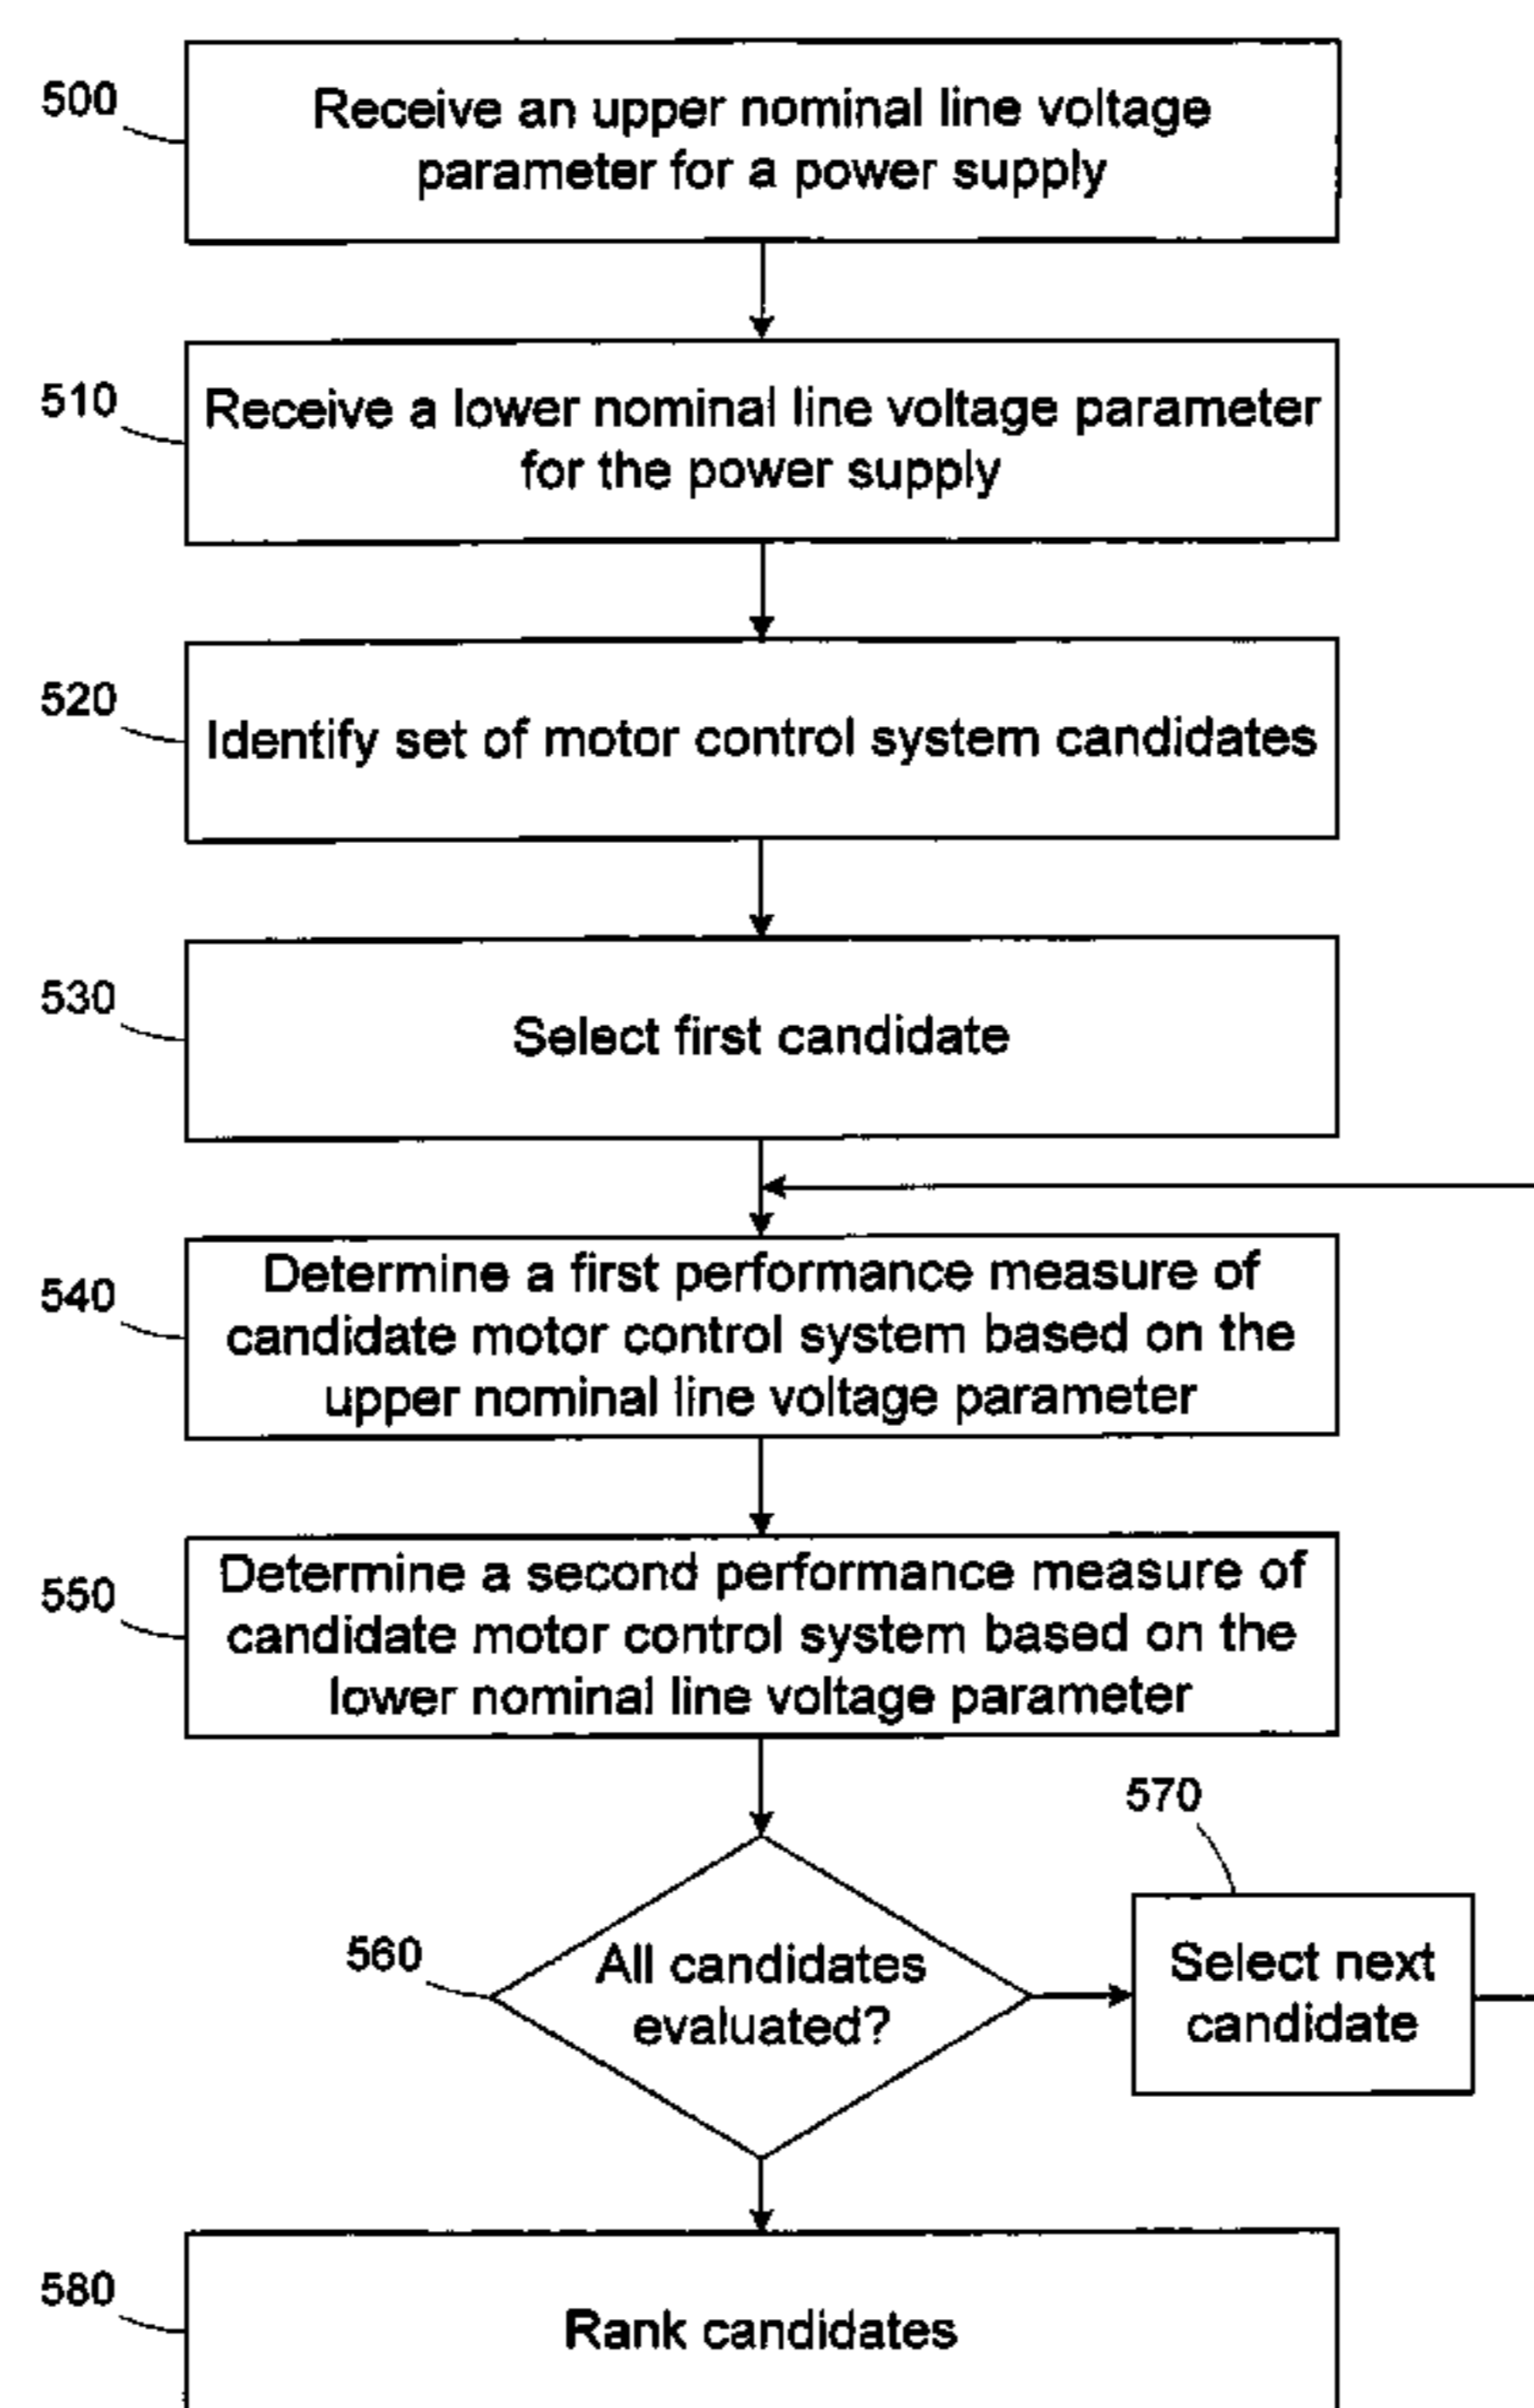 500
Receive an upper nominal line voltage
parameter for a power supply
510
Receive a lower nominal line voltage parameter
for the power supply
520
Identify set of motor control system candidates
530
Select first candidate
540
Determine a first performance measure of
candidate motor control system based on the
upper nominal line voltage parameter
550
Determine a second performance measure of
candidate motor control system based on the
lower nominal line voltage parameter
560
All candidates
evaluated?
570
Select next
candidate
580
Rank candidates